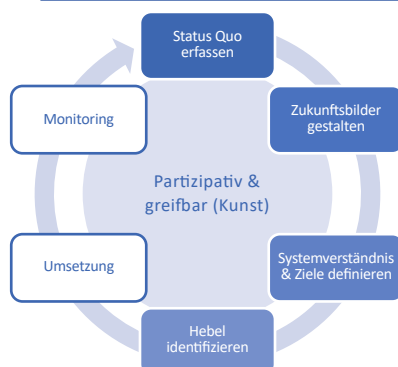 Status Quo
erfassen
Zukunftsbilder
gestalten
Systemverständnis
& Ziele definieren
Hebel
identifizieren
Umsetzung
Monitoring
Partizipativ &
greifbar (Kunst)